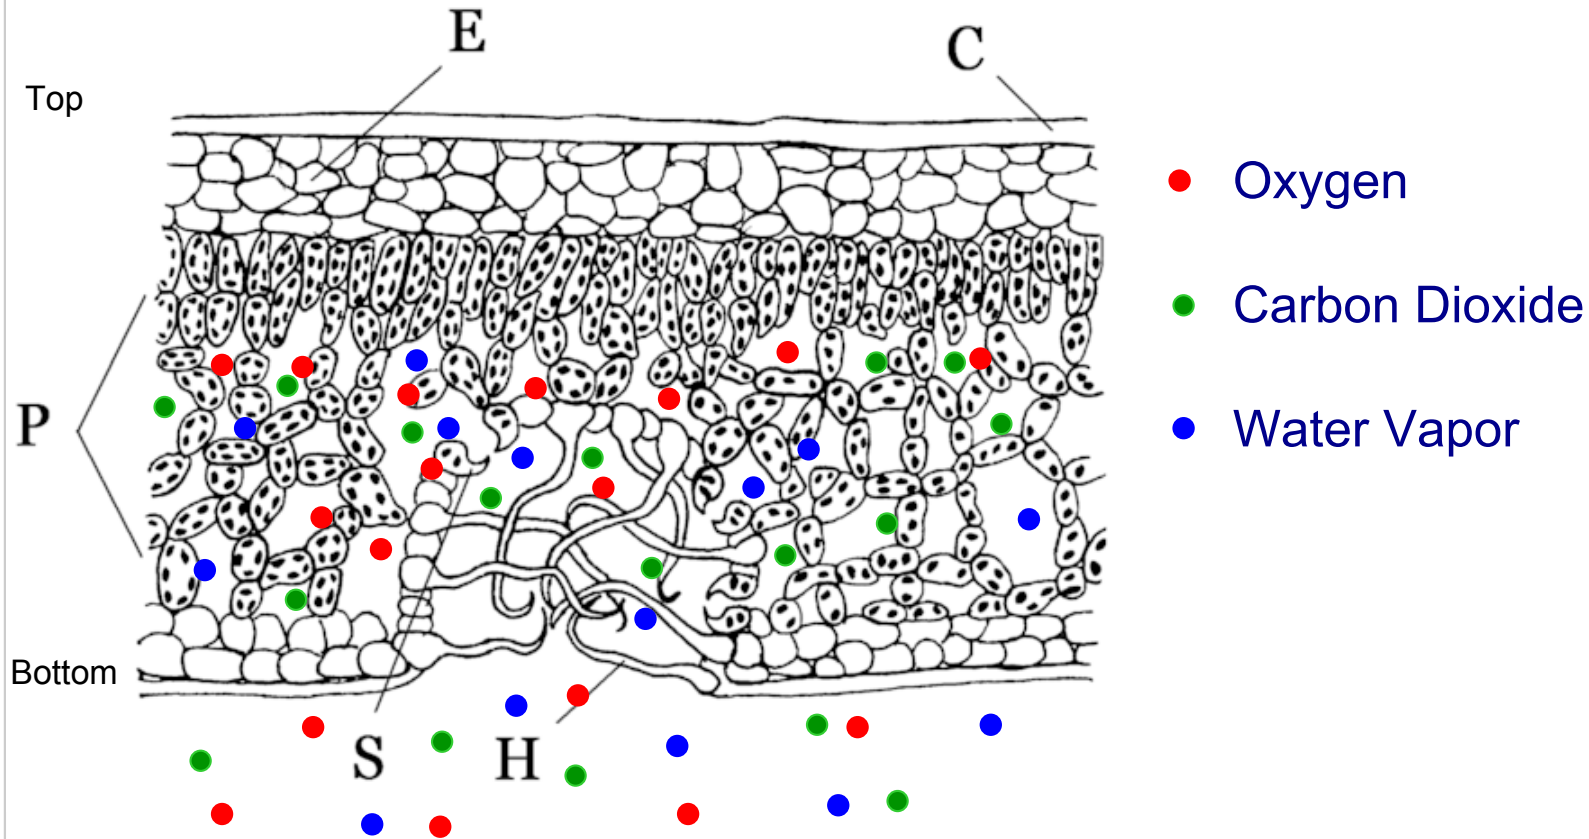 E
C
Top
Oxygen
Carbon Dioxide
P
Water Vapor
Bottom
S
H